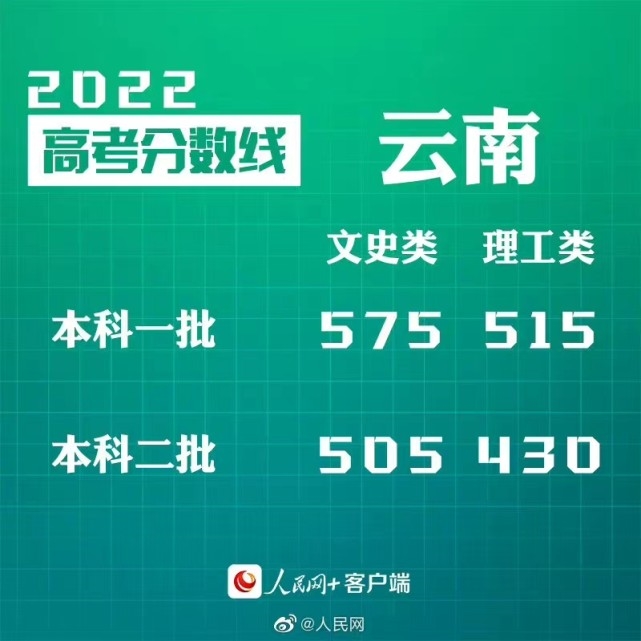 2022
高考分数线
云南
文史类 理工类
本科一批 575 515
本科二批 505 430
人民网+客户端
@人民网